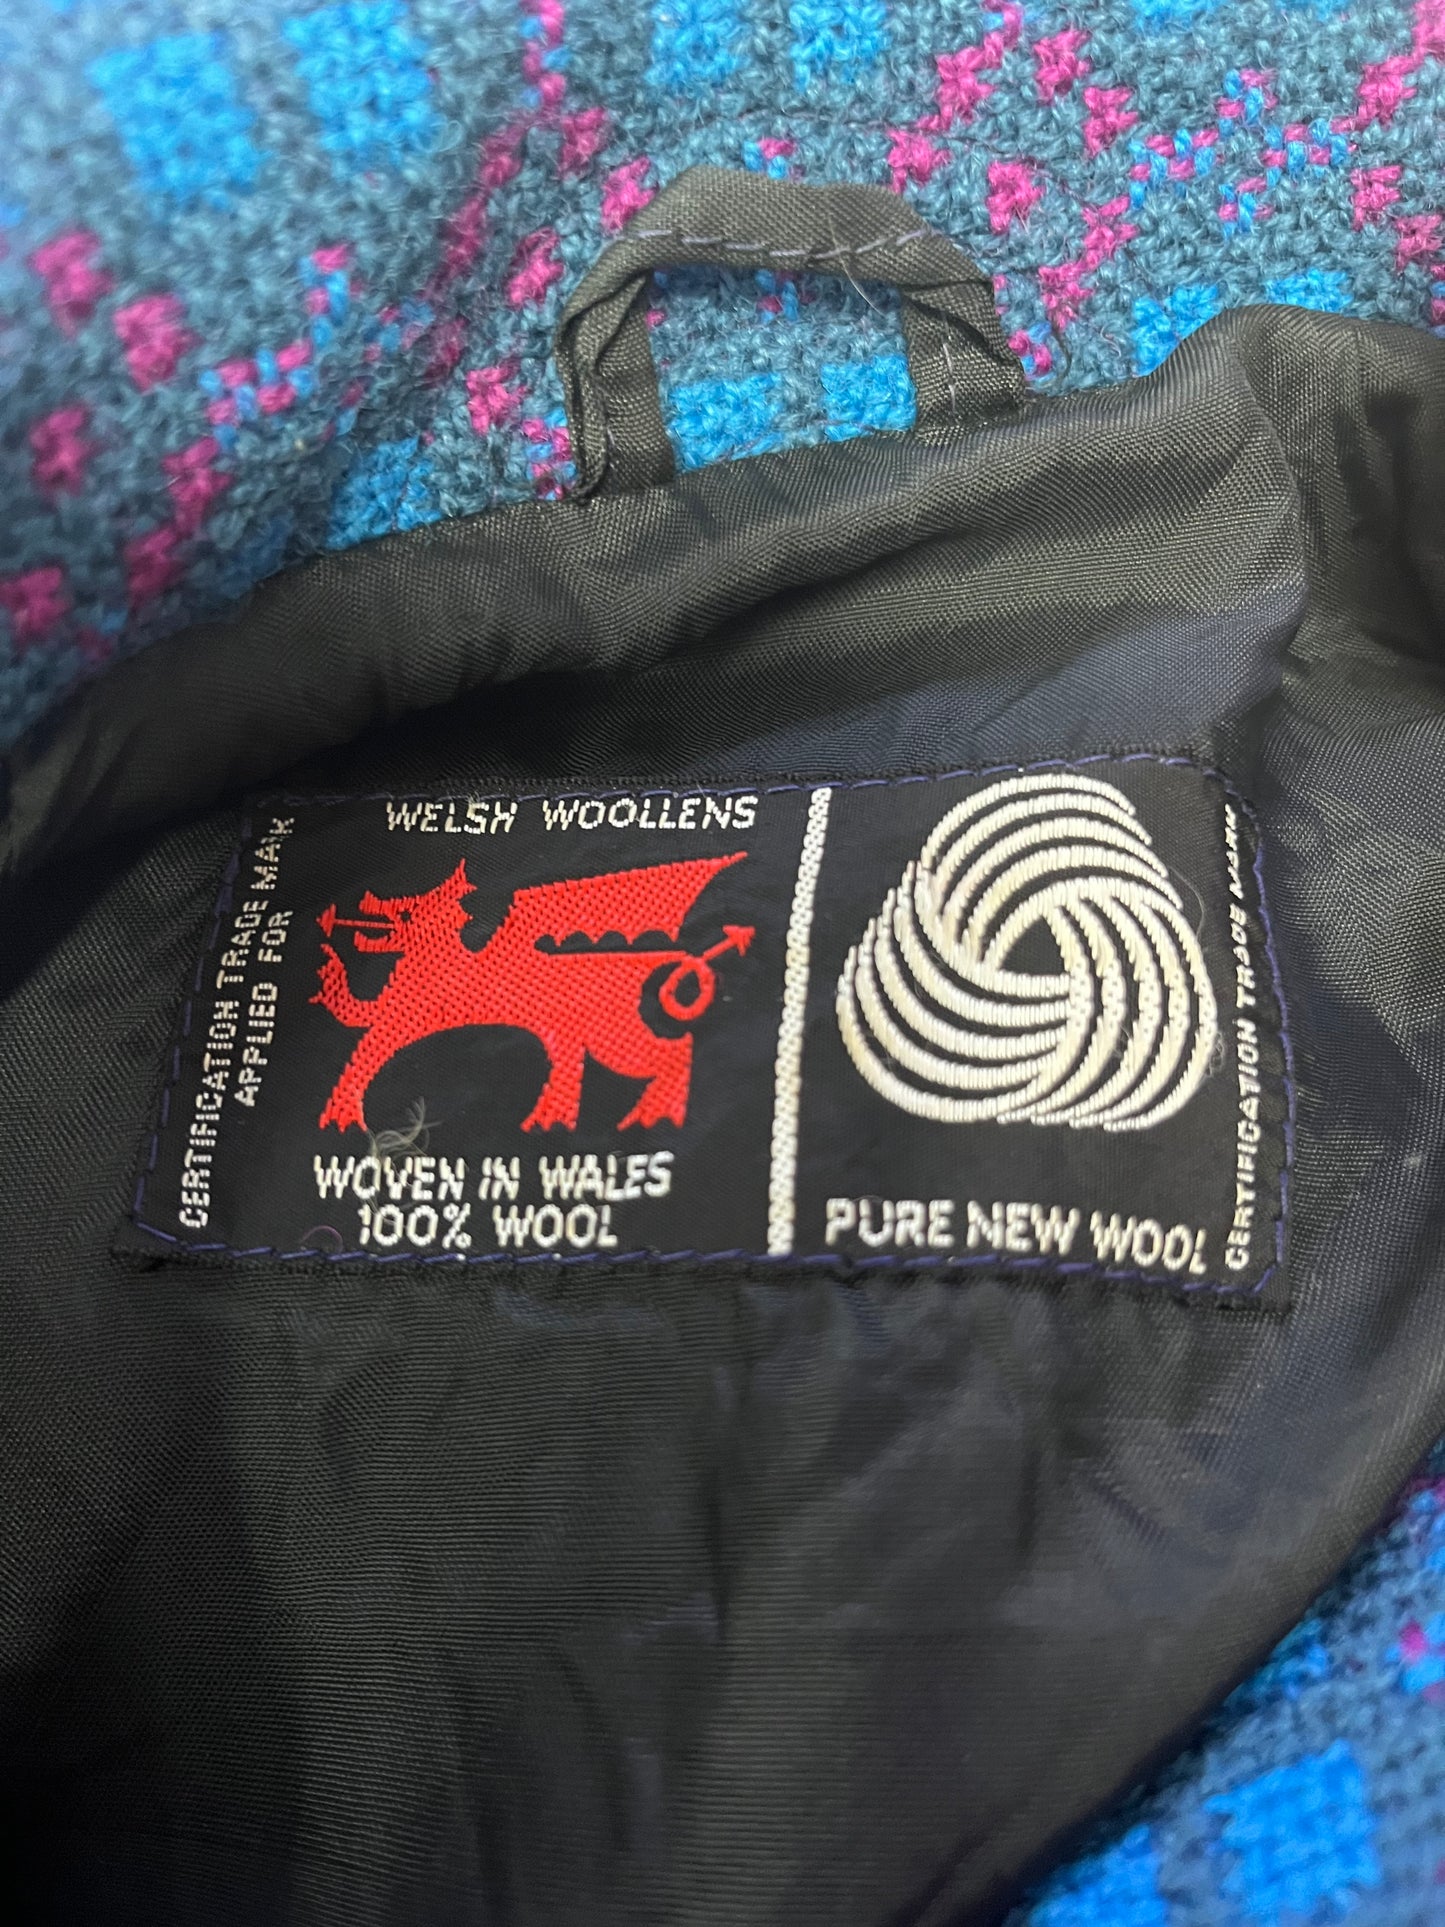 WELSH WOOLLENS
CERTIFICATION TRADE MARK
APPLIED FOR
WOVEN IN WALES
100% WOOL
PURE NEW WOOL
CERTIFICATION TRADE MARK